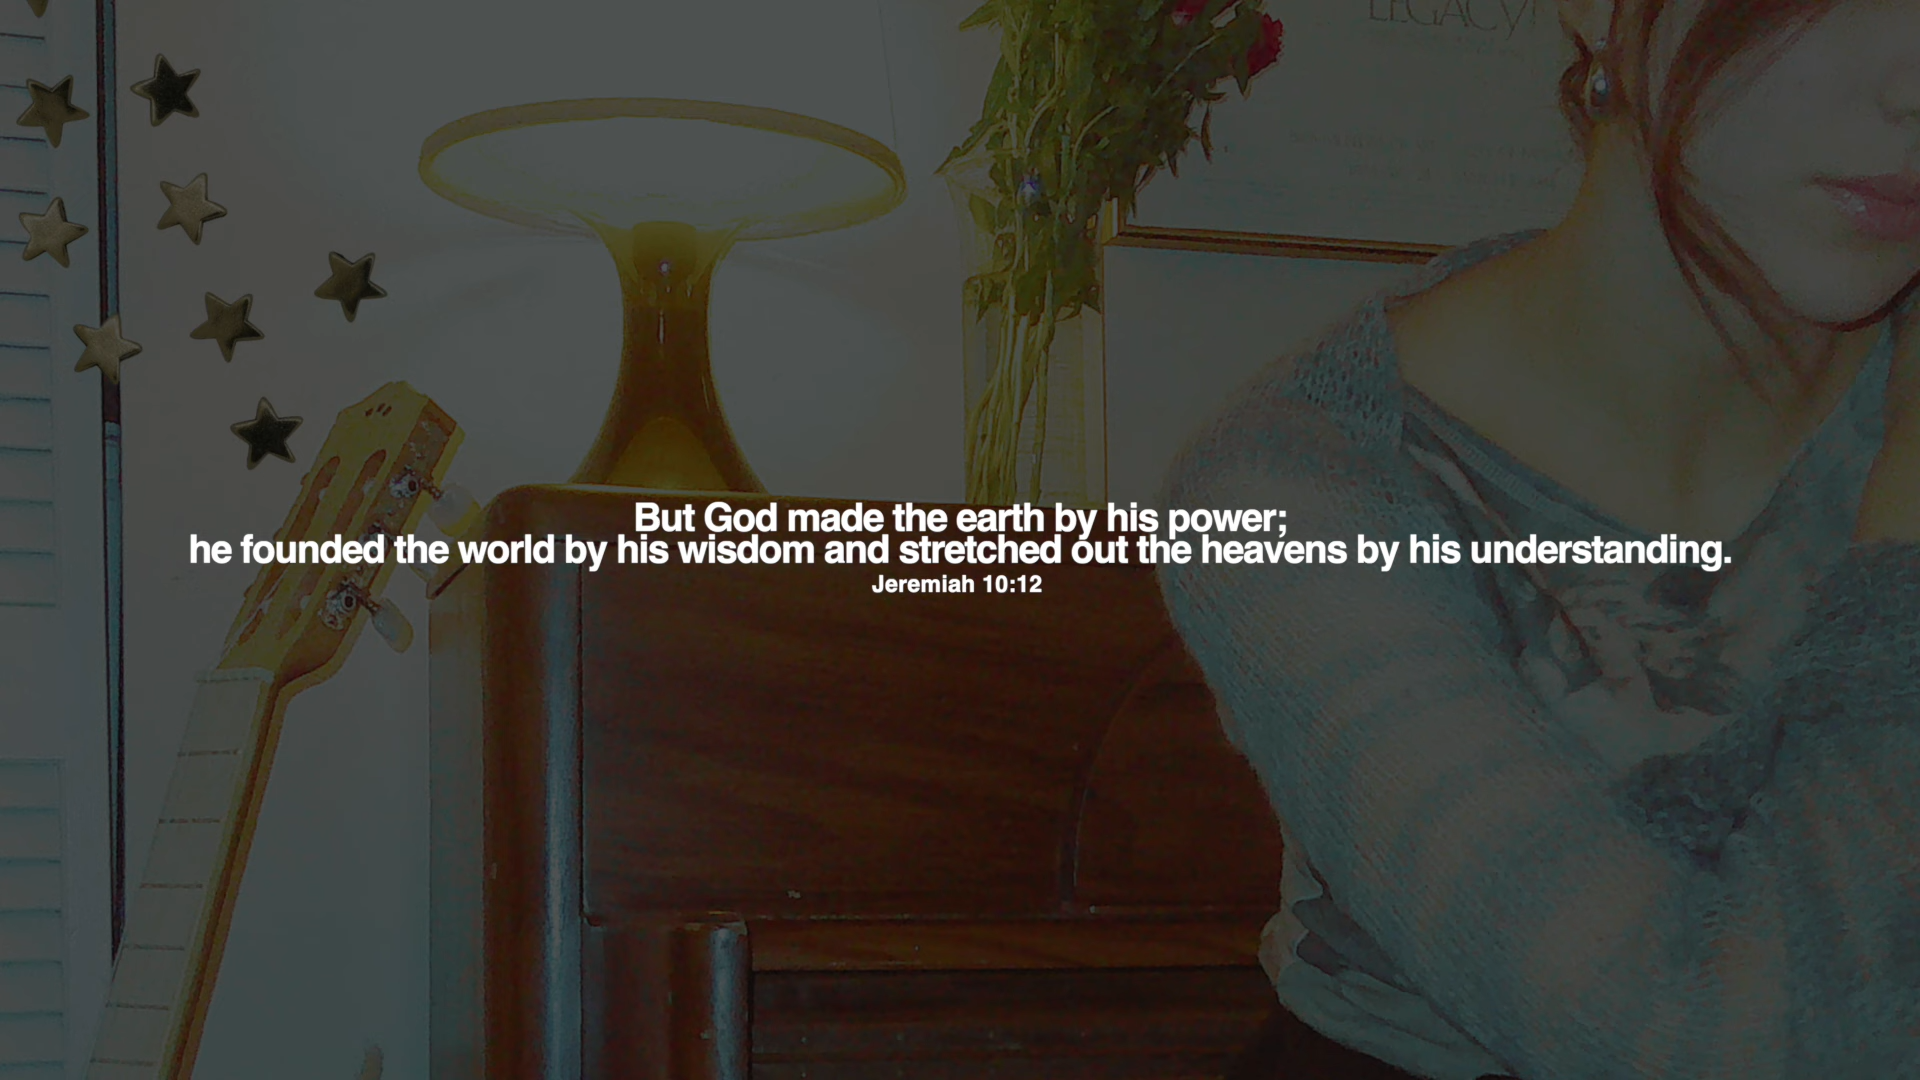 LEGACY
But God made the earth by his power;
he founded the world by his wisdom and stretched out the heavens by his understanding.
Jeremiah 10:12